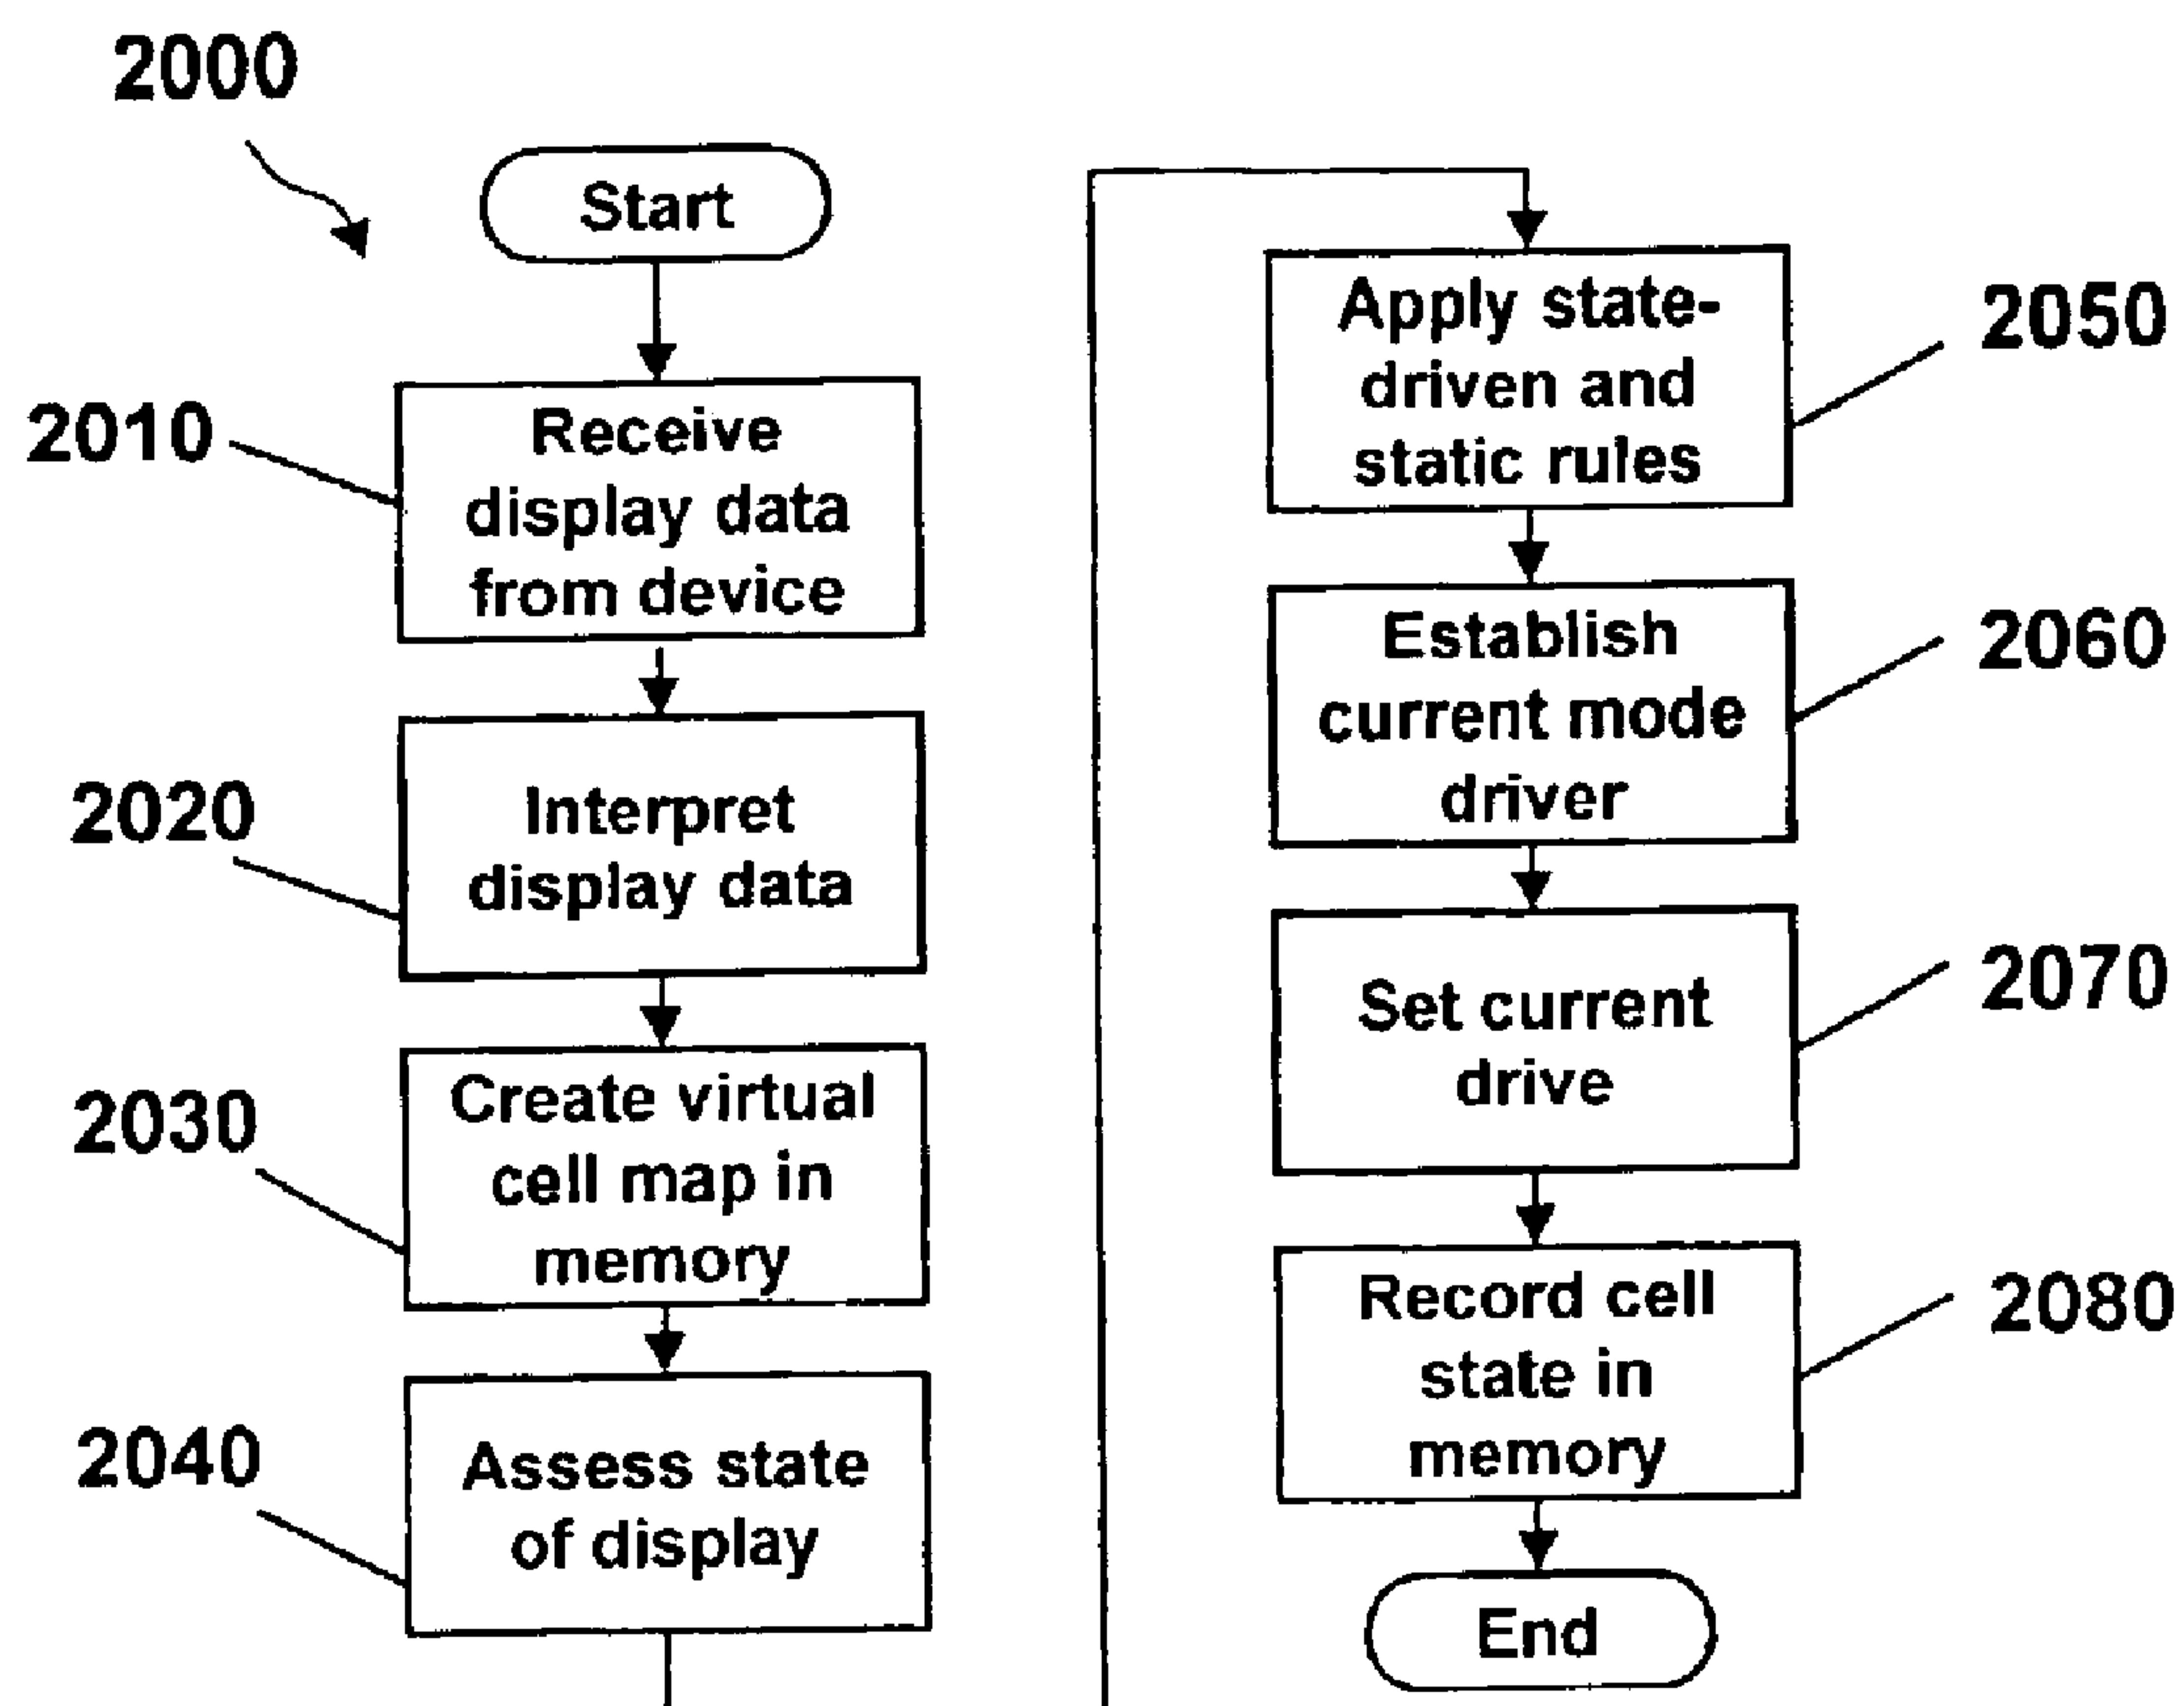 2000
Start
2010
Receive
display data
from device
2020
Interpret
display data
2030
Create virtual
cell map in
memory
2040
Assess state
of display
Apply state-
driven and
static rules
2050
Establish
current mode
driver
2060
Set current
drive
2070
Record cell
state in
memory
2080
End